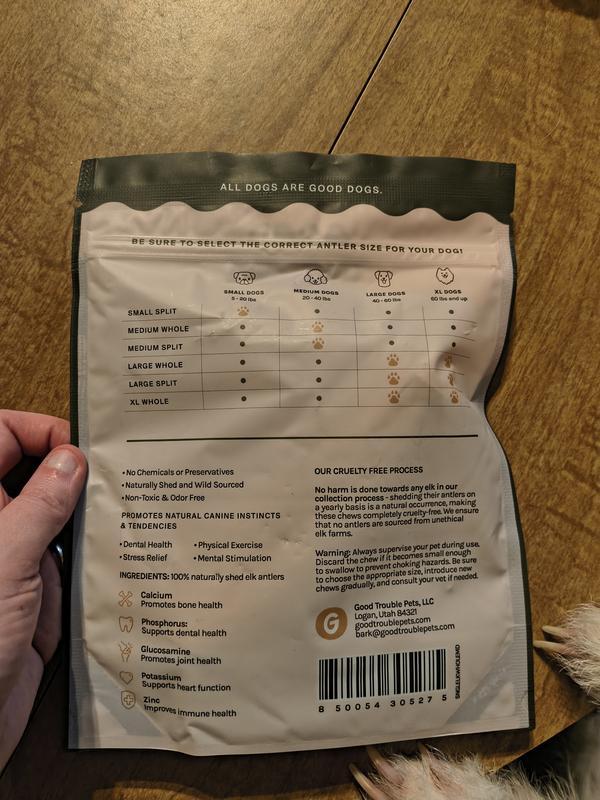 ALL DOGS ARE GOOD DOGS.
BE SURE TO SELECT THE CORRECT ANTLER SIZE FOR YOUR DOG!
SMALL DOGS MEDIUM DOGS LARGE DOGS XL DOGS
5 - 20 lbs 20 - 40 lbs 40 - 60 lbs 60 lbs and up
SMALL SPLIT
MEDIUM WHOLE
MEDIUM SPLIT
LARGE WHOLE
LARGE SPLIT
XL WHOLE
•No Chemicals or Preservatives
•Naturally Shed and Wild Sourced
•Non-Toxic & Odor Free
PROMOTES NATURAL CANINE INSTINCTS
& TENDENCIES
•Dental Health •Physical Exercise
•Stress Relief •Mental Stimulation
INGREDIENTS: 100% naturally shed elk antlers
Calcium
Promotes bone health
Phosphorus:
Supports dental health
Glucosamine
Promotes joint health
Potassium
Supports heart function
Zinc
Improves immune health
OUR CRUELTY FREE PROCESS
No harm is done towards any elk in our
collection process - shedding their antlers on
a yearly basis is a natural occurrence, making
these chews completely cruelty-free. We ensure
that no antlers are sourced from unethical
elk farms.
Warning: Always supervise your pet during use.
Discard the chew if it becomes small enough
to swallow to prevent choking hazards. Be sure
to choose the appropriate size, introduce new
chews gradually, and consult your vet if needed.
G
Good Trouble Pets, LLC
Logan, Utah 84321
goodtroublepets.com
bark@goodtroublepets.com
8 50054 30527 5